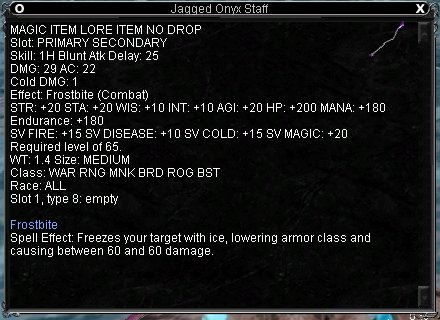 O Jagged Onyx Staff X
MAGIC ITEM LORE ITEM NO DROP
Slot: PRIMARY SECONDARY
Skill: 1H Blunt Atk Delay: 25
DMG: 29 AC: 22
Cold DMG: 1
Effect: Frostbite (Combat)
STR: +20 STA: +20 WIS: +10 INT: +10 AGI: +20 HP: +200 MANA: +180
Endurance: +180
SV FIRE: +15 SV DISEASE: +10 SV COLD: +15 SV MAGIC: +20
Required level of 65.
WT: 1.4 Size: MEDIUM
Class: WAR RNG MNK BRD ROG BST
Race: ALL
Slot 1, type 8: empty
Frostbite
Spell Effect: Freezes your target with ice, lowering armor class and
causing between 60 and 60 damage.